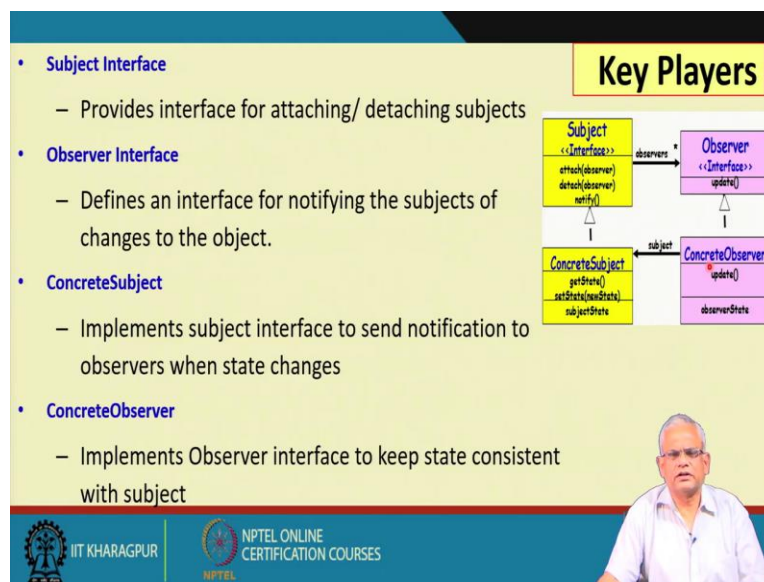 Key Players
• Subject Interface
– Provides interface for attaching/ detaching subjects
• Observer Interface
– Defines an interface for notifying the subjects of
changes to the object.
• ConcreteSubject
– Implements subject interface to send notification to
observers when state changes
• ConcreteObserver
– Implements Observer interface to keep state consistent
with subject
Subject
<<Interface>>
attach(observer)
detach(observer)
notify()
observers
*
Observer
<<Interface>>
update()
ConcreteSubject
getState()
setState(newState)
subjectState
subject
ConcreteObserver
update()
observerState
IIT KHARAGPUR
NPTEL
NPTEL ONLINE
CERTIFICATION COURSES